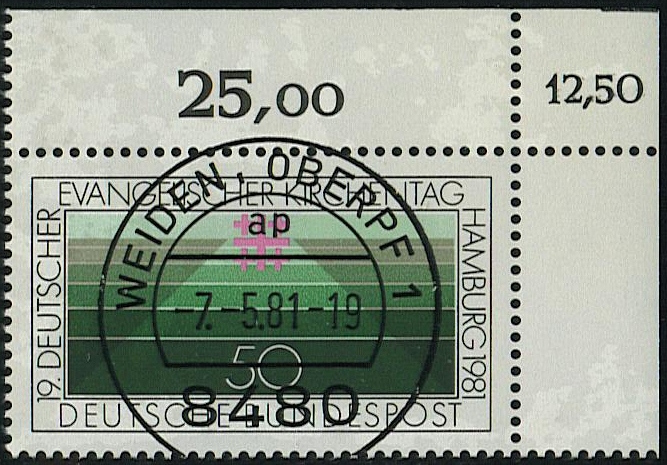 25,00
12,50
EVANGELISCHER KIRCHENTAG
19. DEUTSCHER
HAMBURG 1981
WEIDEN, OBERPF 1
ap
-7.-5.81-19
50
8480
DEUTSCHE BUNDESPOST